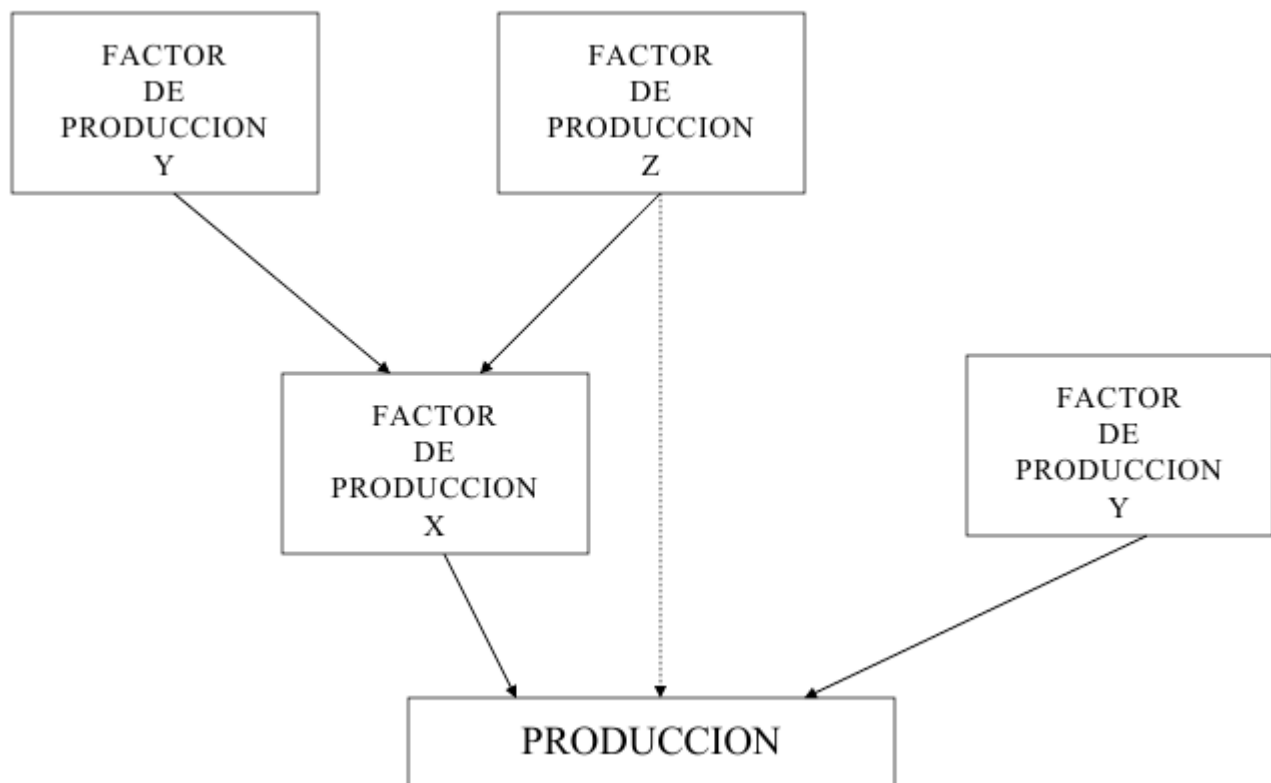 FACTOR
DE
PRODUCCION
Y
FACTOR
DE
PRODUCCION
Z
FACTOR
DE
PRODUCCION
X
FACTOR
DE
PRODUCCION
Y
PRODUCCION